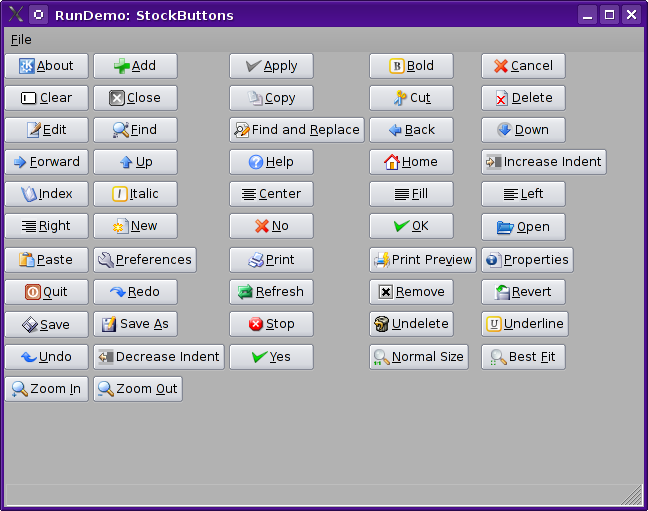 RunDemo: StockButtons
File
About Add Apply Bold Cancel
Clear Close Copy Cut Delete
Edit Find Find and Replace Back Down
Forward Up Help Home Increase Indent
Index Italic Center Fill Left
Right New No OK Open
Paste Preferences Print Print Preview Properties
Quit Redo Refresh Remove Revert
Save Save As Stop Undelete Underline
Undo Decrease Indent Yes Normal Size Best Fit
Zoom In Zoom Out